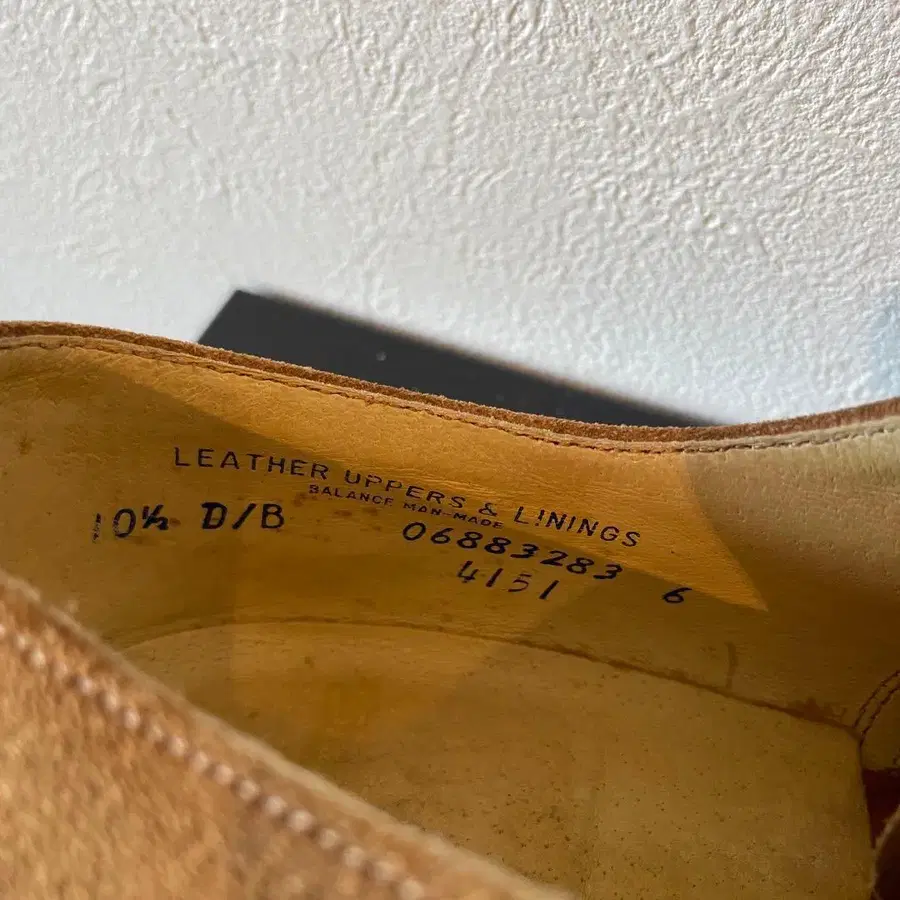 LEATHER UPPERS & LININGS
BALANCE MAN-MADE
10½ D/B
06883283 6
4151